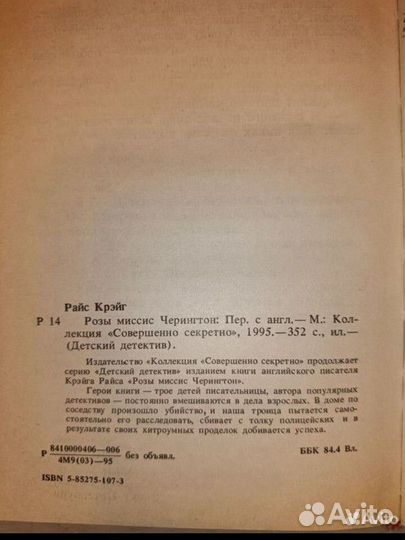 Райс Крэйг
Р 14 Розы миссис Черингтон: Пер. с англ.— М.: Кол-
лекция «Совершенно секретно», 1995.—352 с., ил.—
(Детский детектив).
Издательство «Коллекция «Совершенно секретно» продолжает
серию «Детский детектив» изданием книги английского писателя
Крэйга Райса «Розы миссис Черингтон».
Герои книги — трое детей писательницы, автора популярных
детективов — постоянно вмешиваются в дела взрослых. В доме по
соседству произошло убийство, и наша троица пытается само-
стоятельно его расследовать, сбивает с толку полицейских и в
результате своих хитроумных проделок добивается успеха.
Р 8410000406—006 без объявл. ББК 84.4 Вл.
4М9(03)—95
ISBN 5-85275-107-3
Avito